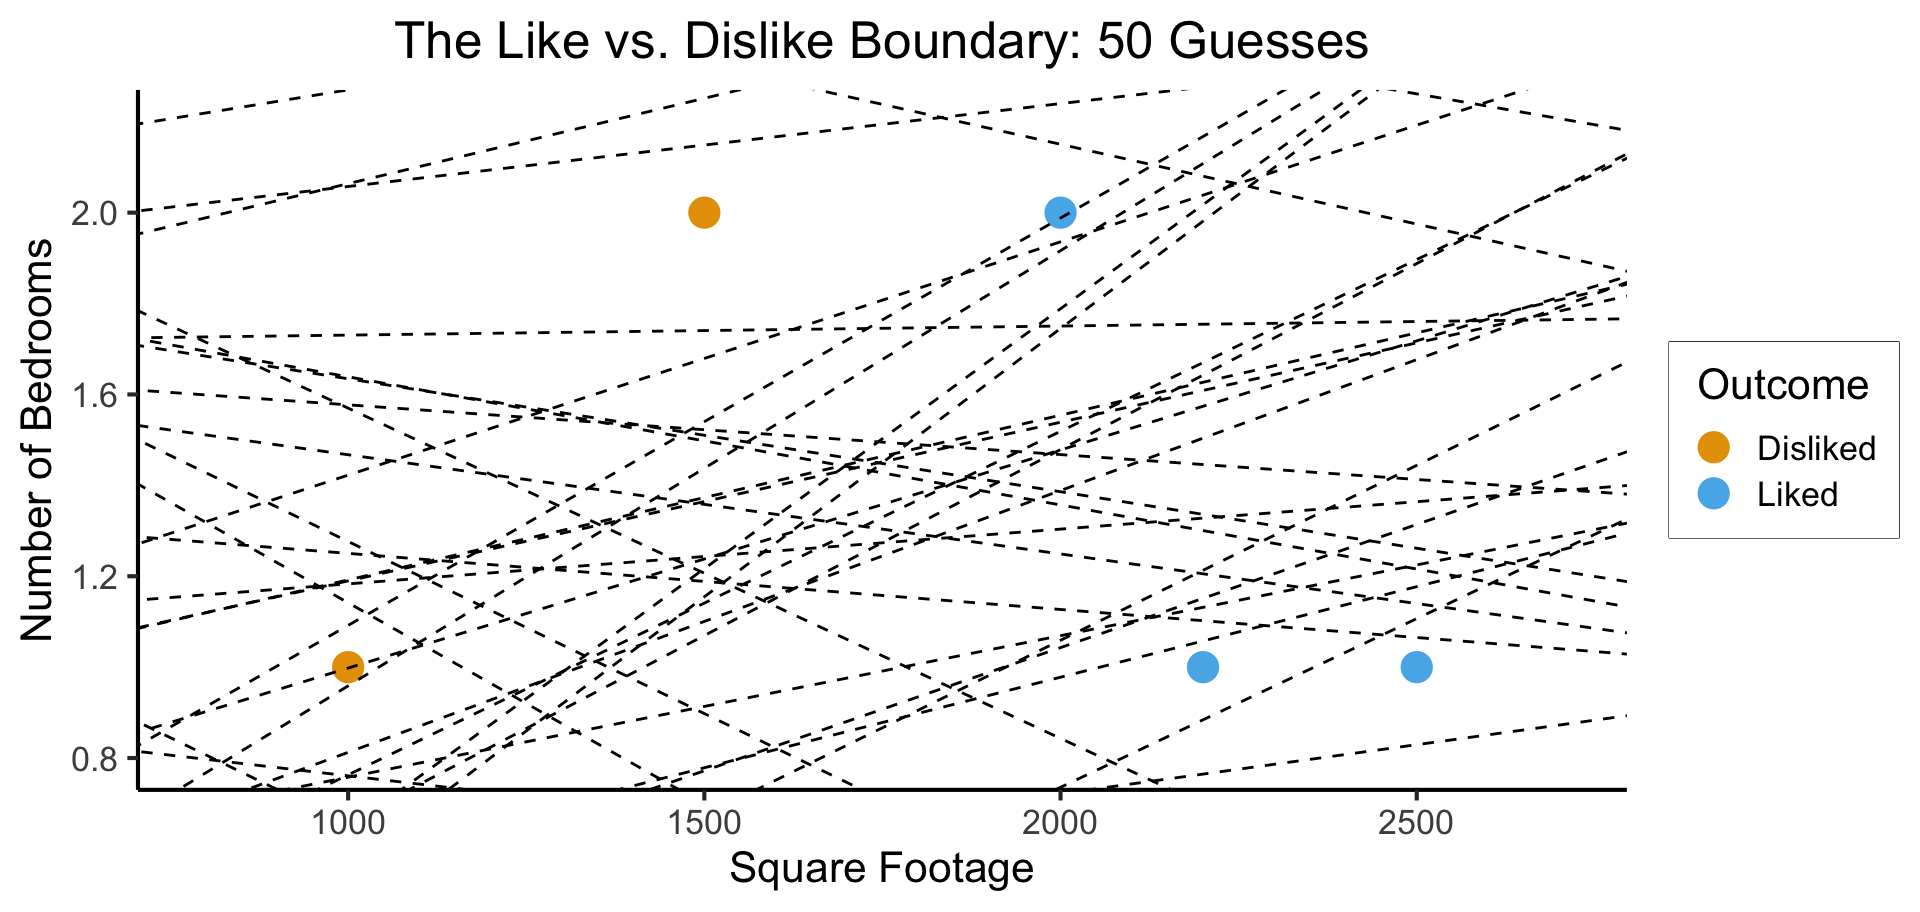 The Like vs. Dislike Boundary: 50 Guesses
Number of Bedrooms
2.0
1.6
1.2
0.8
1000 1500 2000 2500
Square Footage
Outcome
Disliked
Liked